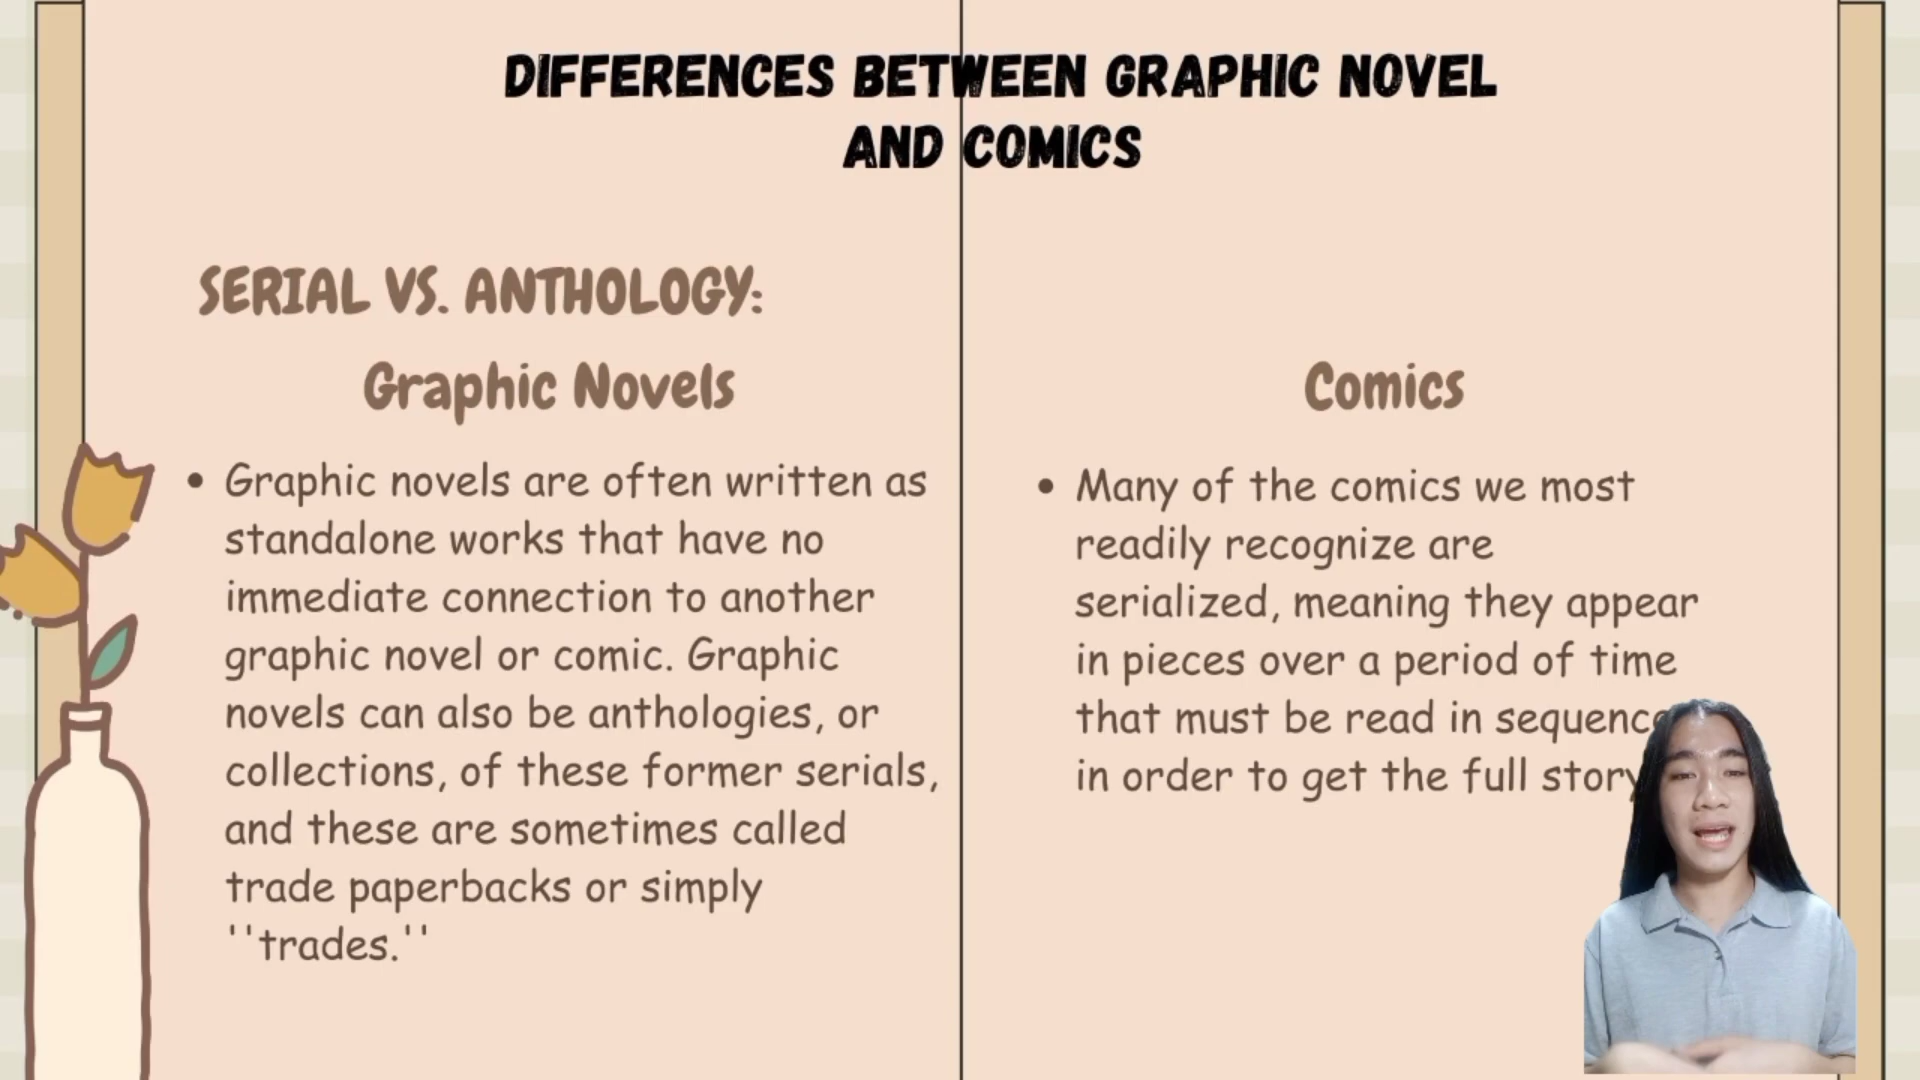 DIFFERENCES BETWEEN GRAPHIC NOVEL
AND COMICS
SERIAL VS. ANTHOLOGY:
Graphic Novels
• Graphic novels are often written as
standalone works that have no
immediate connection to another
graphic novel or comic. Graphic
novels can also be anthologies, or
collections, of these former serials,
and these are sometimes called
trade paperbacks or simply
''trades.''
Comics
• Many of the comics we most
readily recognize are
serialized, meaning they appear
in pieces over a period of time
that must be read in sequence
in order to get the full story